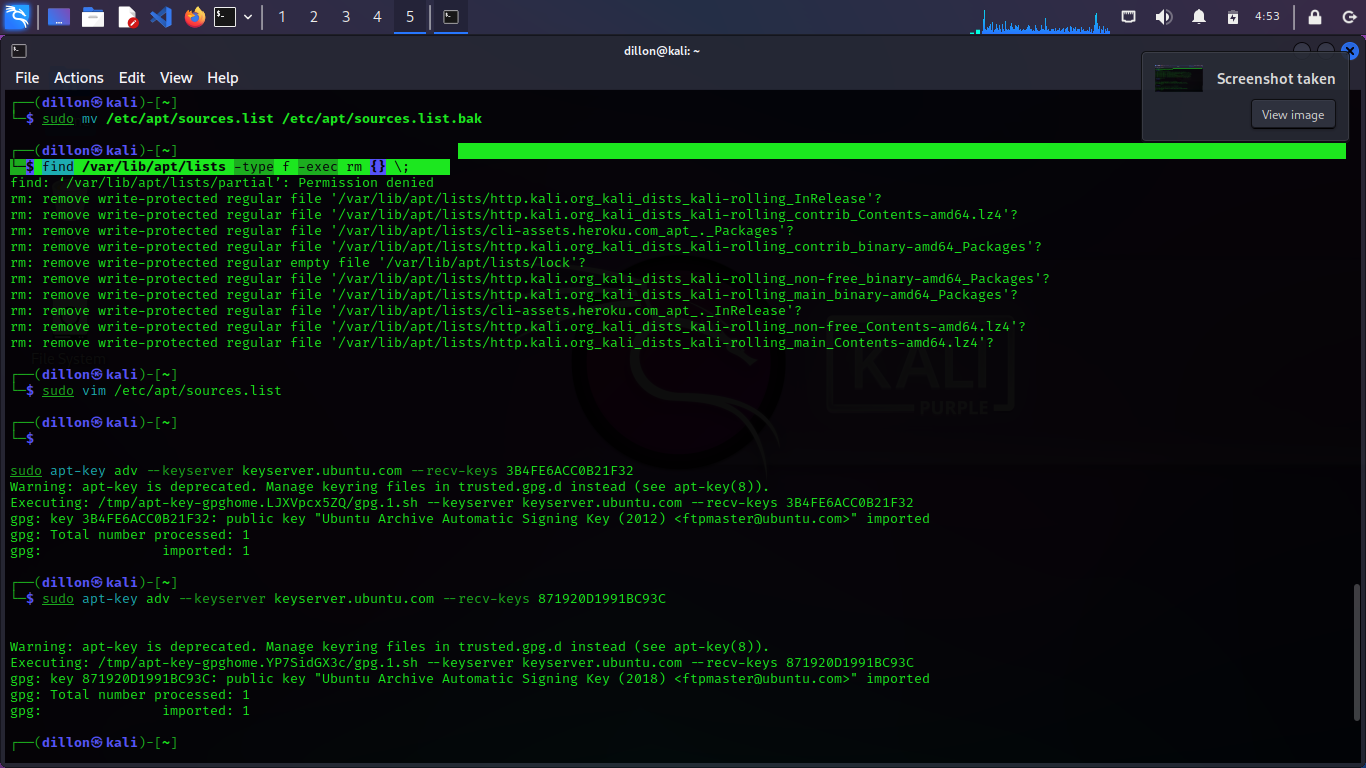 1 2 3 4 5
4:53
dillon@kali: ~
File Actions Edit View Help
Screenshot taken
View image
┌──(dillon㉿kali)-[~]
└─$ sudo mv /etc/apt/sources.list /etc/apt/sources.list.bak
┌──(dillon㉿kali)-[~]
└─$ find /var/lib/apt/lists -type f -exec rm {} \;
find: ‘/var/lib/apt/lists/partial’: Permission denied
rm: remove write-protected regular file '/var/lib/apt/lists/http.kali.org_kali_dists_kali-rolling_InRelease'?
rm: remove write-protected regular file '/var/lib/apt/lists/http.kali.org_kali_dists_kali-rolling_contrib_Contents-amd64.lz4'?
rm: remove write-protected regular file '/var/lib/apt/lists/cli-assets.heroku.com_apt_._Packages'?
rm: remove write-protected regular file '/var/lib/apt/lists/http.kali.org_kali_dists_kali-rolling_contrib_binary-amd64_Packages'?
rm: remove write-protected regular empty file '/var/lib/apt/lists/lock'?
rm: remove write-protected regular file '/var/lib/apt/lists/http.kali.org_kali_dists_kali-rolling_non-free_binary-amd64_Packages'?
rm: remove write-protected regular file '/var/lib/apt/lists/http.kali.org_kali_dists_kali-rolling_main_binary-amd64_Packages'?
rm: remove write-protected regular file '/var/lib/apt/lists/cli-assets.heroku.com_apt_._InRelease'?
rm: remove write-protected regular file '/var/lib/apt/lists/http.kali.org_kali_dists_kali-rolling_non-free_Contents-amd64.lz4'?
rm: remove write-protected regular file '/var/lib/apt/lists/http.kali.org_kali_dists_kali-rolling_main_Contents-amd64.lz4'?
File System
KALI
PURPLE
┌──(dillon㉿kali)-[~]
└─$ sudo vim /etc/apt/sources.list
┌──(dillon㉿kali)-[~]
└─$
sudo apt-key adv --keyserver keyserver.ubuntu.com --recv-keys 3B4FE6ACC0B21F32
Warning: apt-key is deprecated. Manage keyring files in trusted.gpg.d instead (see apt-key(8)).
Executing: /tmp/apt-key-gpghome.LJXVpcx5ZQ/gpg.1.sh --keyserver keyserver.ubuntu.com --recv-keys 3B4FE6ACC0B21F32
gpg: key 3B4FE6ACC0B21F32: public key "Ubuntu Archive Automatic Signing Key (2012) <ftpmaster@ubuntu.com>" imported
gpg: Total number processed: 1
gpg:               imported: 1
┌──(dillon㉿kali)-[~]
└─$ sudo apt-key adv --keyserver keyserver.ubuntu.com --recv-keys 871920D1991BC93C
Warning: apt-key is deprecated. Manage keyring files in trusted.gpg.d instead (see apt-key(8)).
Executing: /tmp/apt-key-gpghome.YP7SidGX3c/gpg.1.sh --keyserver keyserver.ubuntu.com --recv-keys 871920D1991BC93C
gpg: key 871920D1991BC93C: public key "Ubuntu Archive Automatic Signing Key (2018) <ftpmaster@ubuntu.com>" imported
gpg: Total number processed: 1
gpg:               imported: 1
┌──(dillon㉿kali)-[~]